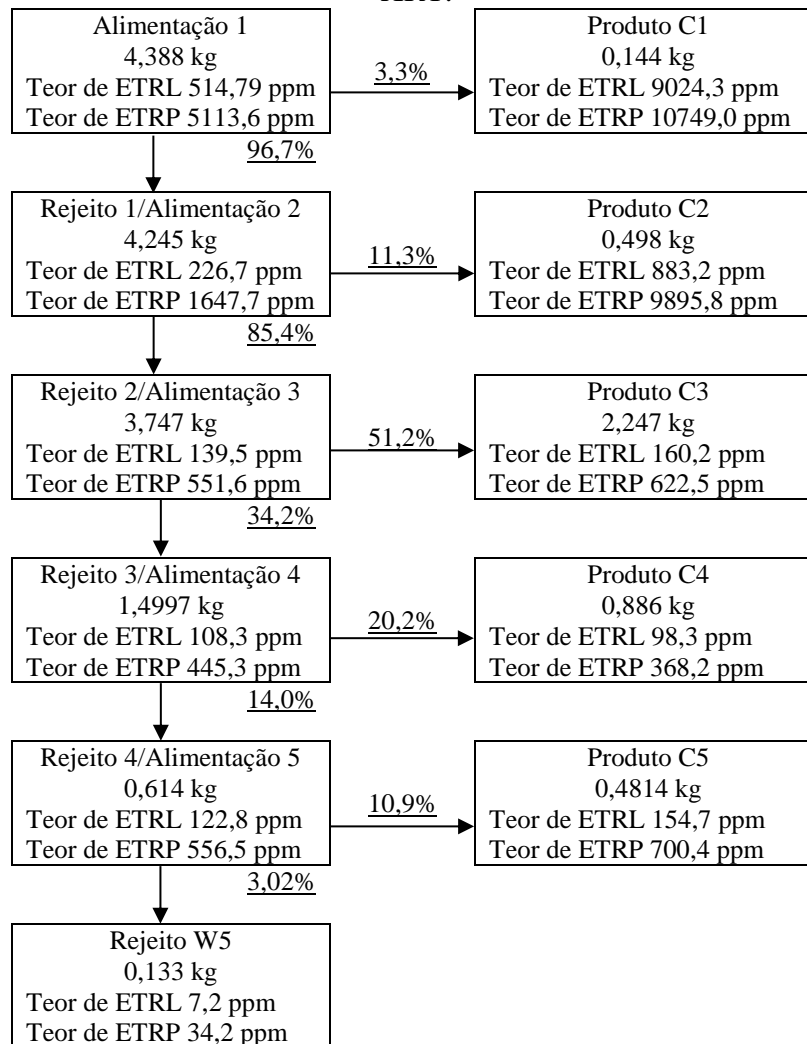 Alimentação 1
4,388 kg
Teor de ETRL 514,79 ppm
Teor de ETRP 5113,6 ppm
3,3%
Produto C1
0,144 kg
Teor de ETRL 9024,3 ppm
Teor de ETRP 10749,0 ppm
96,7%
Rejeito 1/Alimentação 2
4,245 kg
Teor de ETRL 226,7 ppm
Teor de ETRP 1647,7 ppm
11,3%
Produto C2
0,498 kg
Teor de ETRL 883,2 ppm
Teor de ETRP 9895,8 ppm
85,4%
Rejeito 2/Alimentação 3
3,747 kg
Teor de ETRL 139,5 ppm
Teor de ETRP 551,6 ppm
51,2%
Produto C3
2,247 kg
Teor de ETRL 160,2 ppm
Teor de ETRP 622,5 ppm
34,2%
Rejeito 3/Alimentação 4
1,4997 kg
Teor de ETRL 108,3 ppm
Teor de ETRP 445,3 ppm
20,2%
Produto C4
0,886 kg
Teor de ETRL 98,3 ppm
Teor de ETRP 368,2 ppm
14,0%
Rejeito 4/Alimentação 5
0,614 kg
Teor de ETRL 122,8 ppm
Teor de ETRP 556,5 ppm
10,9%
Produto C5
0,4814 kg
Teor de ETRL 154,7 ppm
Teor de ETRP 700,4 ppm
3,02%
Rejeito W5
0,133 kg
Teor de ETRL 7,2 ppm
Teor de ETRP 34,2 ppm